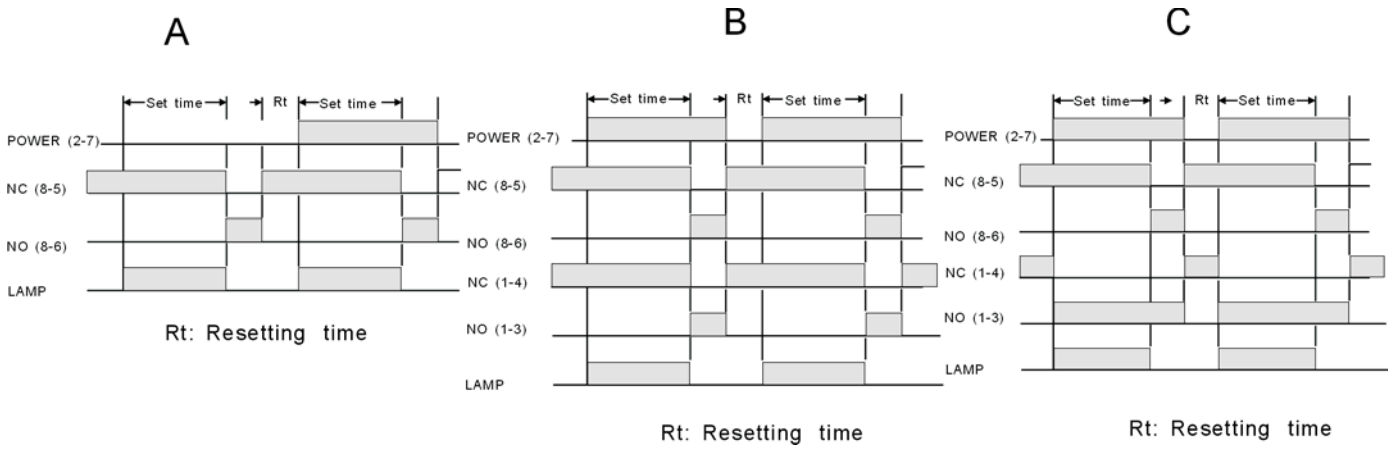 A
Set time
Rt
Set time
POWER (2-7)
NC (8-5)
NO (8-6)
LAMP
Rt: Resetting time
B
Set time
Rt
Set time
POWER (2-7)
NC (8-5)
NO (8-6)
NC (1-4)
NO (1-3)
LAMP
Rt: Resetting time
C
Set time
Rt
Set time
POWER (2-7)
NC (8-5)
NO (8-6)
NC (1-4)
NO (1-3)
LAMP
Rt: Resetting time